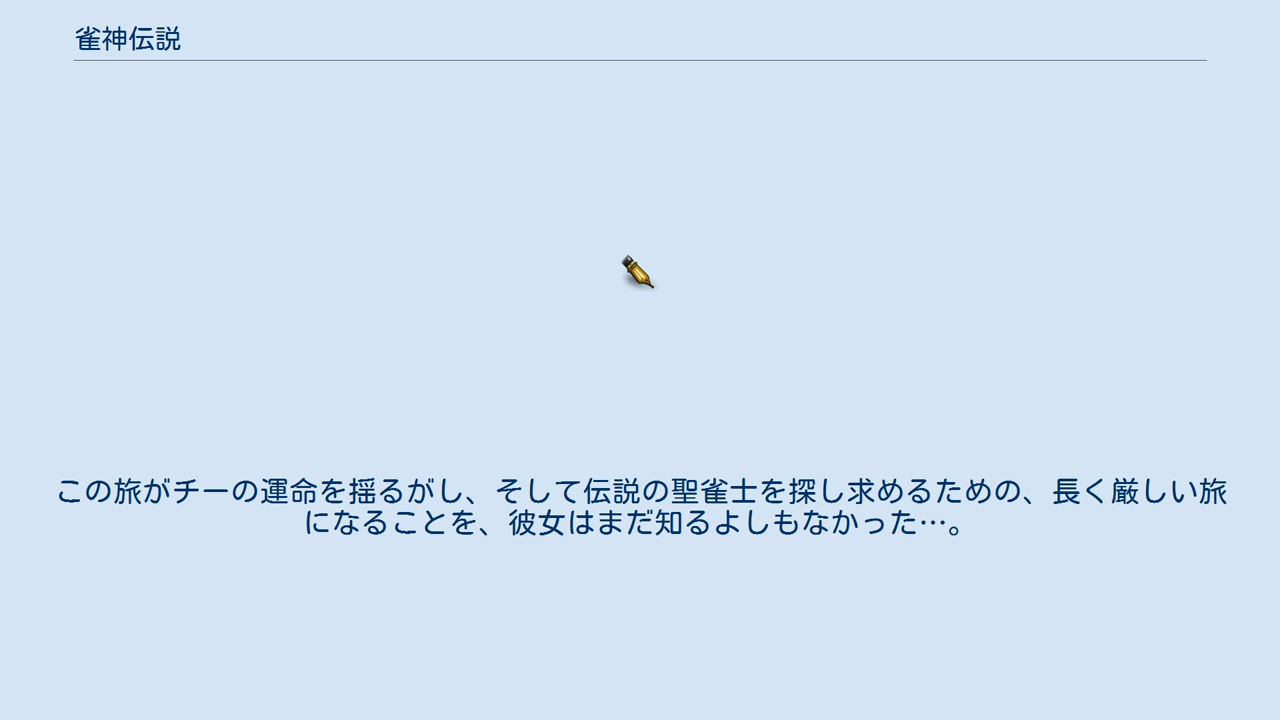 雀神伝説
この旅がチーの運命を揺るがし、そして伝説の聖雀士を探し求めるための、長く厳しい旅
になることを、彼女はまだ知るよしもなかった…。